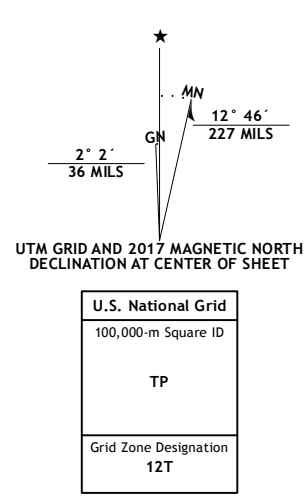 ★
MN
12° 46´
227 MILS
GN
2° 2´
36 MILS
UTM GRID AND 2017 MAGNETIC NORTH
DECLINATION AT CENTER OF SHEET
U.S. National Grid
100,000-m Square ID
TP
Grid Zone Designation
12T